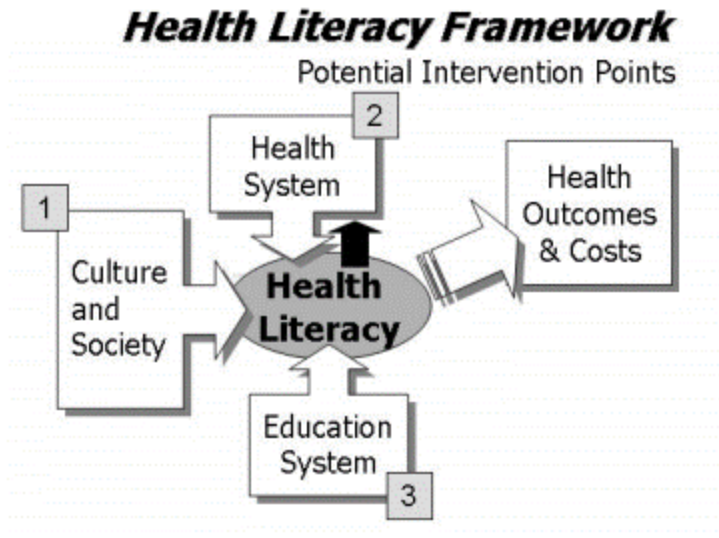 Health Literacy Framework
Potential Intervention Points
2
Health
System
1
Culture
and
Society
Health
Outcomes
& Costs
Health
Literacy
Education
System
3